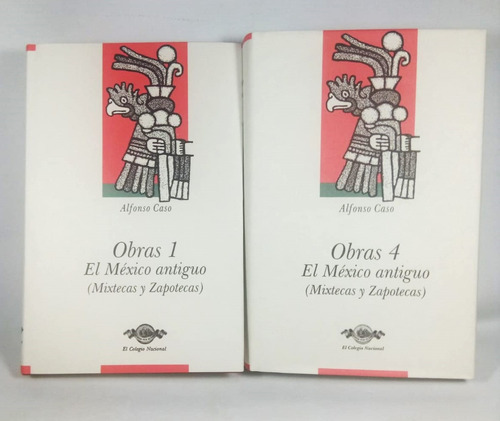 Alfonso Caso
Obras 1
El México antiguo
(Mixtecas y Zapotecas)
El Colegio Nacional
Alfonso Caso
Obras 4
El México antiguo
(Mixtecas y Zapotecas)
El Colegio Nacional